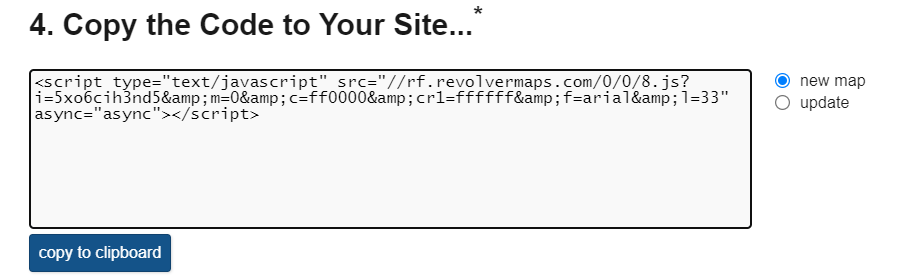 4. Copy the Code to Your Site...*
<script type="text/javascript" src="//rf.revolvermaps.com/0/0/8.js?
i=5xo6cih3nd5&amp;m=0&amp;c=ff0000&amp;cr1=ffffff&amp;f=arial&amp;l=33"
async="async"></script>
new map
update
copy to clipboard